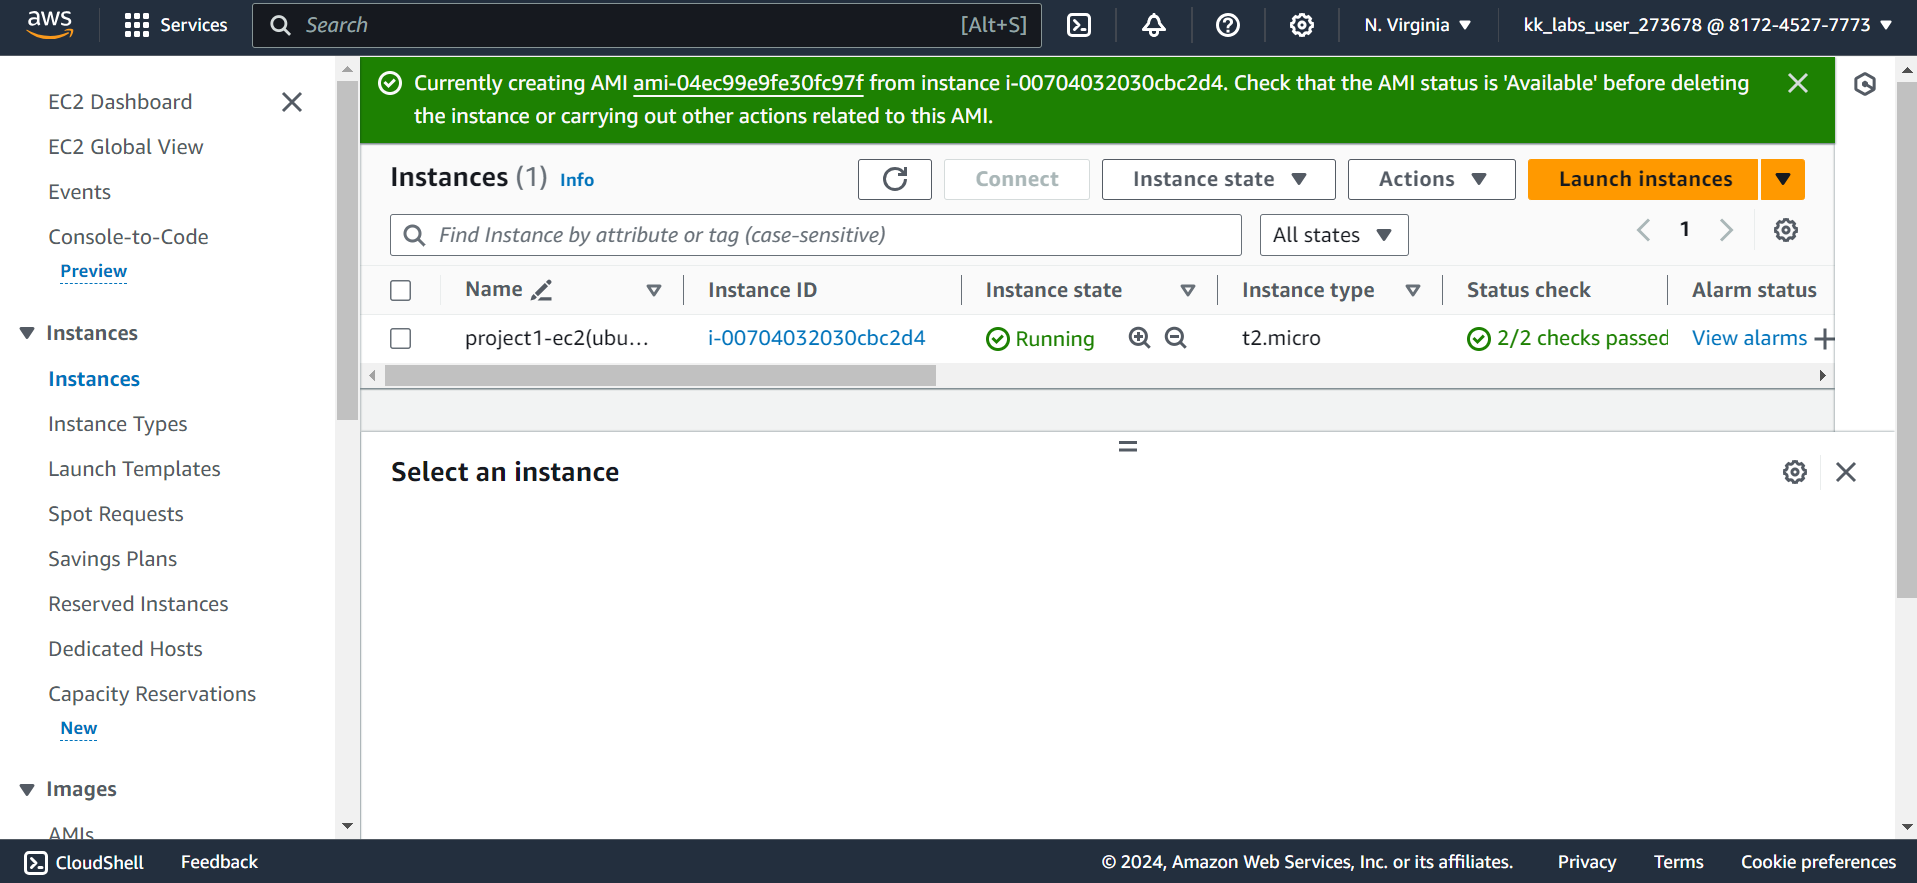 aws
Services
Search [Alt+S]
N. Virginia
kk_labs_user_273678 @ 8172-4527-7773
EC2 Dashboard
EC2 Global View
Events
Console-to-Code
Preview
Instances
Instances
Instance Types
Launch Templates
Spot Requests
Savings Plans
Reserved Instances
Dedicated Hosts
Capacity Reservations
New
Images
AMIs
Currently creating AMI ami-04ec99e9fe30fc97f from instance i-00704032030cbc2d4. Check that the AMI status is 'Available' before deleting
the instance or carrying out other actions related to this AMI.
Instances (1) Info
Connect
Instance state
Actions
Launch instances
Find Instance by attribute or tag (case-sensitive)
All states
1
Name Instance ID Instance state Instance type Status check Alarm status
project1-ec2(ubu... i-00704032030cbc2d4 Running t2.micro 2/2 checks passed View alarms
Select an instance
CloudShell Feedback © 2024, Amazon Web Services, Inc. or its affiliates. Privacy Terms Cookie preferences